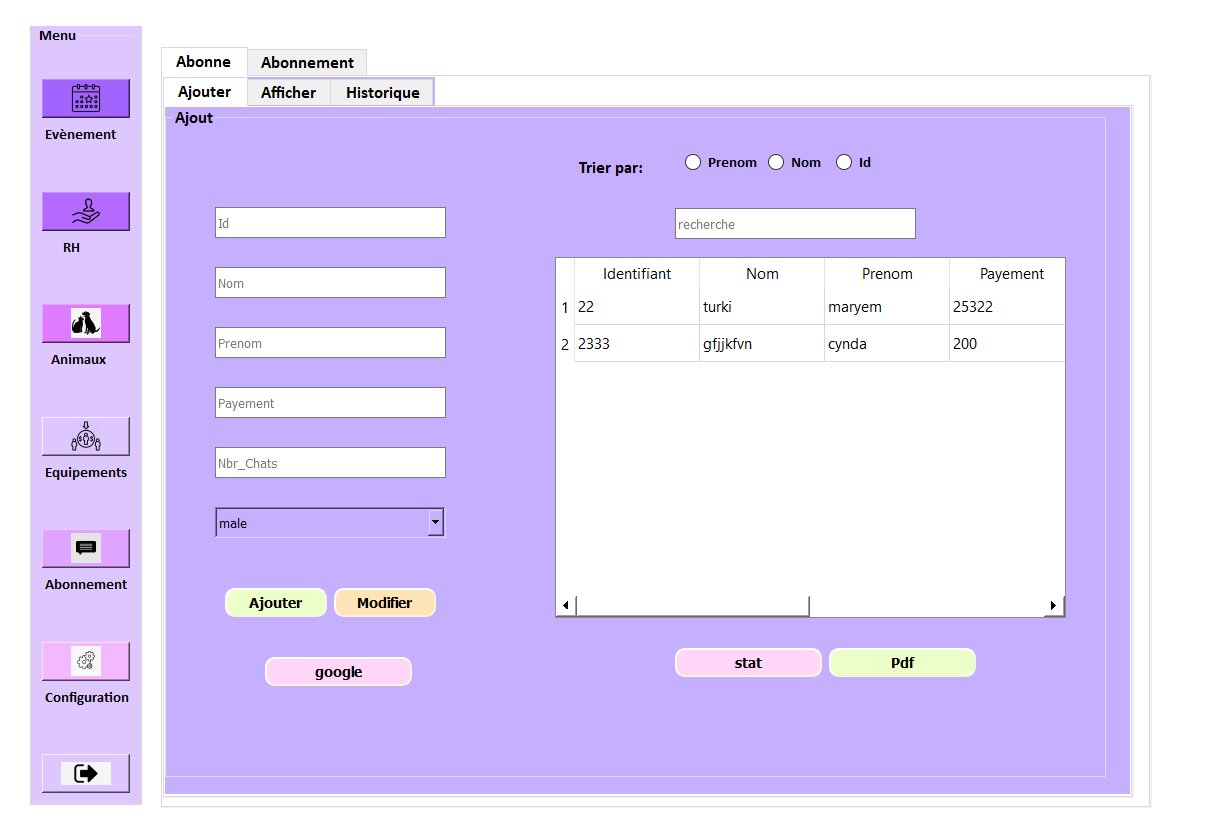 Menu
Evènement
RH
Animaux
Equipements
Abonnement
Configuration
Abonne Abonnement
Ajouter Afficher Historique
Ajout
Id
Nom
Prenom
Payement
Nbr_Chats
male
Ajouter Modifier
google
Trier par: Prenom Nom Id
recherche
Identifiant Nom Prenom Payement
1 22 turki maryem 25322
2 2333 gfjjkfvn cynda 200
stat Pdf